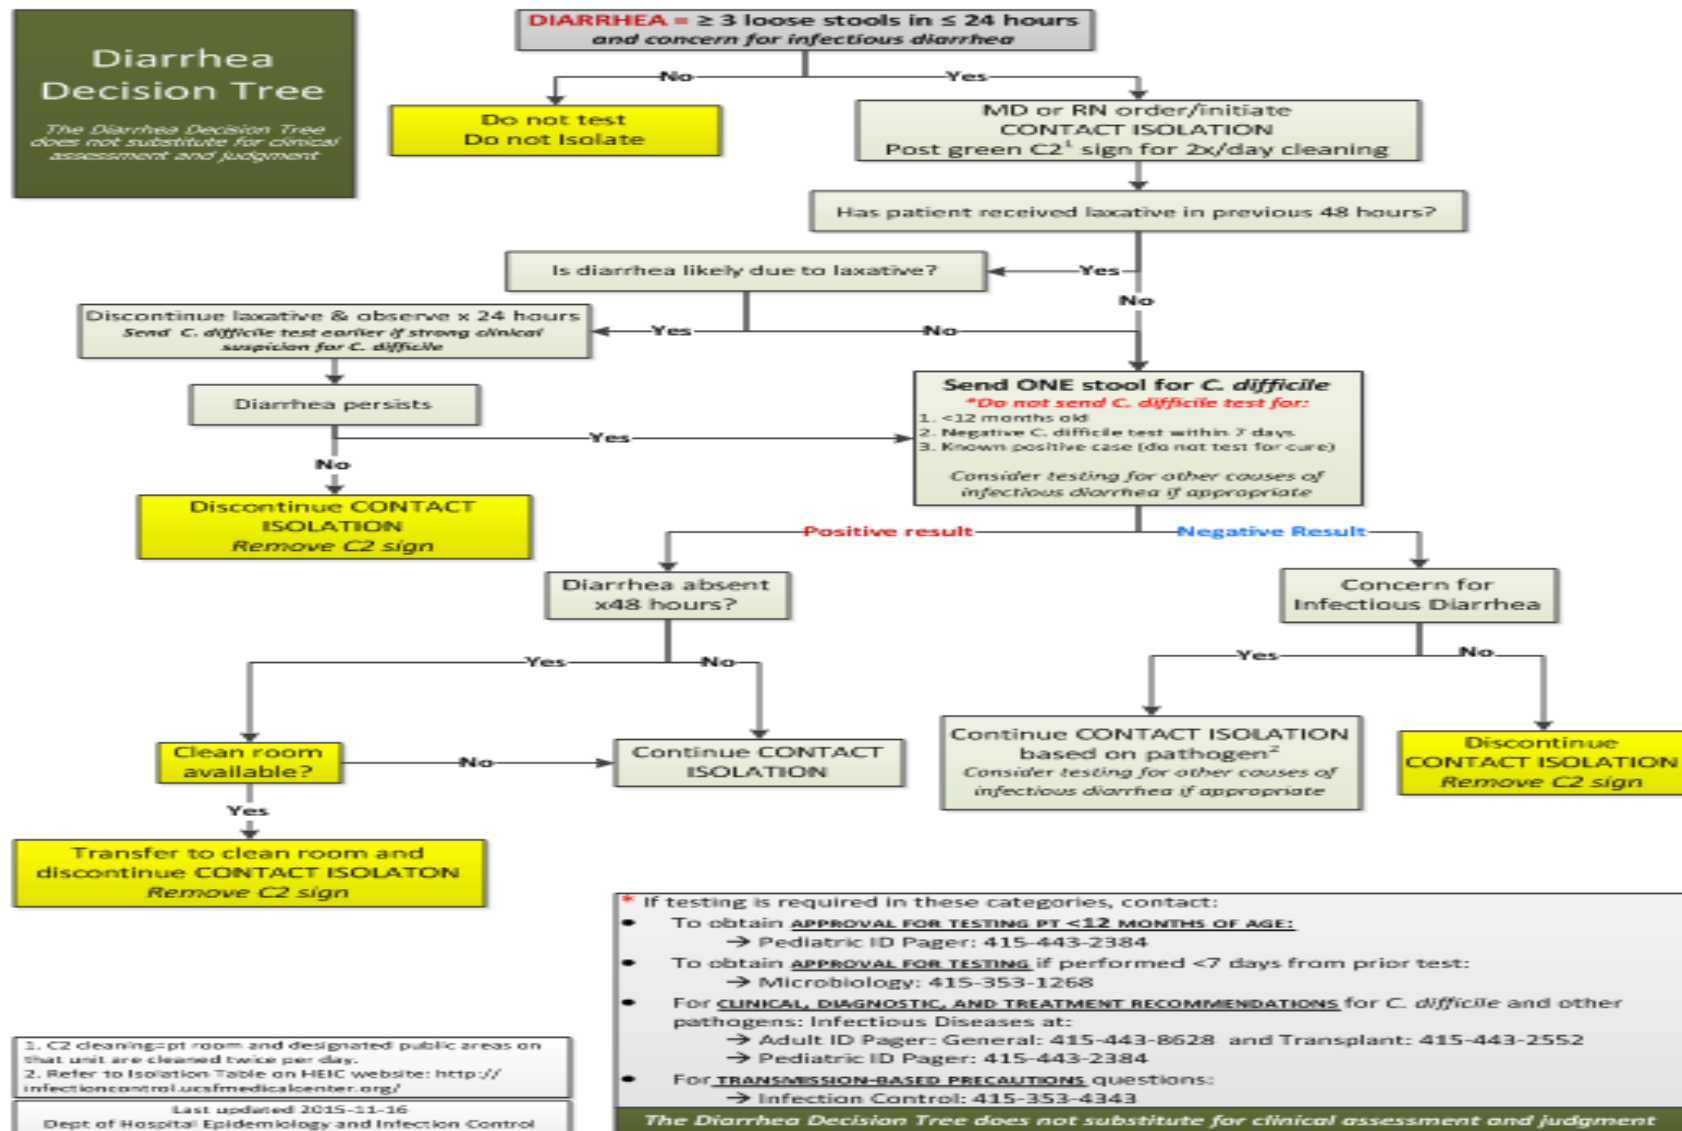 Diarrhea
Decision Tree
The Diarrhea Decision Tree
does not substitute for clinical
assessment and judgment
DIARRHEA = ≥ 3 loose stools in ≤ 24 hours
and concern for infectious diarrhea
No
Yes
Do not test
Do not Isolate
MD or RN order/initiate
CONTACT ISOLATION
Post green C2¹ sign for 2x/day cleaning
Has patient received laxative in previous 48 hours?
Yes
No
Is diarrhea likely due to laxative?
Yes
No
Discontinue laxative & observe x 24 hours
Send C. difficile test earlier if strong clinical
suspicion for C. difficile
Diarrhea persists
Yes
No
Discontinue CONTACT
ISOLATION
Remove C2 sign
Send ONE stool for C. difficile
*Do not send C. difficile test for:
1. <12 months old
2. Negative C. difficile test within 7 days
3. Known positive case (do not test for cure)
Consider testing for other causes of
infectious diarrhea if appropriate
Positive result
Negative Result
Diarrhea absent
x48 hours?
Yes
No
Concern for
Infectious Diarrhea
Yes
No
Clean room
available?
No
Yes
Continue CONTACT
ISOLATION
Continue CONTACT ISOLATION
based on pathogen²
Consider testing for other causes of
infectious diarrhea if appropriate
Discontinue
CONTACT ISOLATION
Remove C2 sign
Transfer to clean room and
discontinue CONTACT ISOLATON
Remove C2 sign
* If testing is required in these categories, contact:
• To obtain APPROVAL FOR TESTING PT <12 MONTHS OF AGE:
→ Pediatric ID Pager: 415-443-2384
• To obtain APPROVAL FOR TESTING if performed <7 days from prior test:
→ Microbiology: 415-353-1268
• For CLINICAL, DIAGNOSTIC, AND TREATMENT RECOMMENDATIONS for C. difficile and other
pathogens: Infectious Diseases at:
→ Adult ID Pager: General: 415-443-8628 and Transplant: 415-443-2552
→ Pediatric ID Pager: 415-443-2384
• For TRANSMISSION-BASED PRECAUTIONS questions:
→ Infection Control: 415-353-4343
The Diarrhea Decision Tree does not substitute for clinical assessment and judgment
1. C2 cleaning=pt room and designated public areas on
that unit are cleaned twice per day.
2. Refer to Isolation Table on HEIC website: http://
infectioncontrol.ucsfmedicalcenter.org/
Last updated 2015-11-16
Dept of Hospital Epidemiology and Infection Control